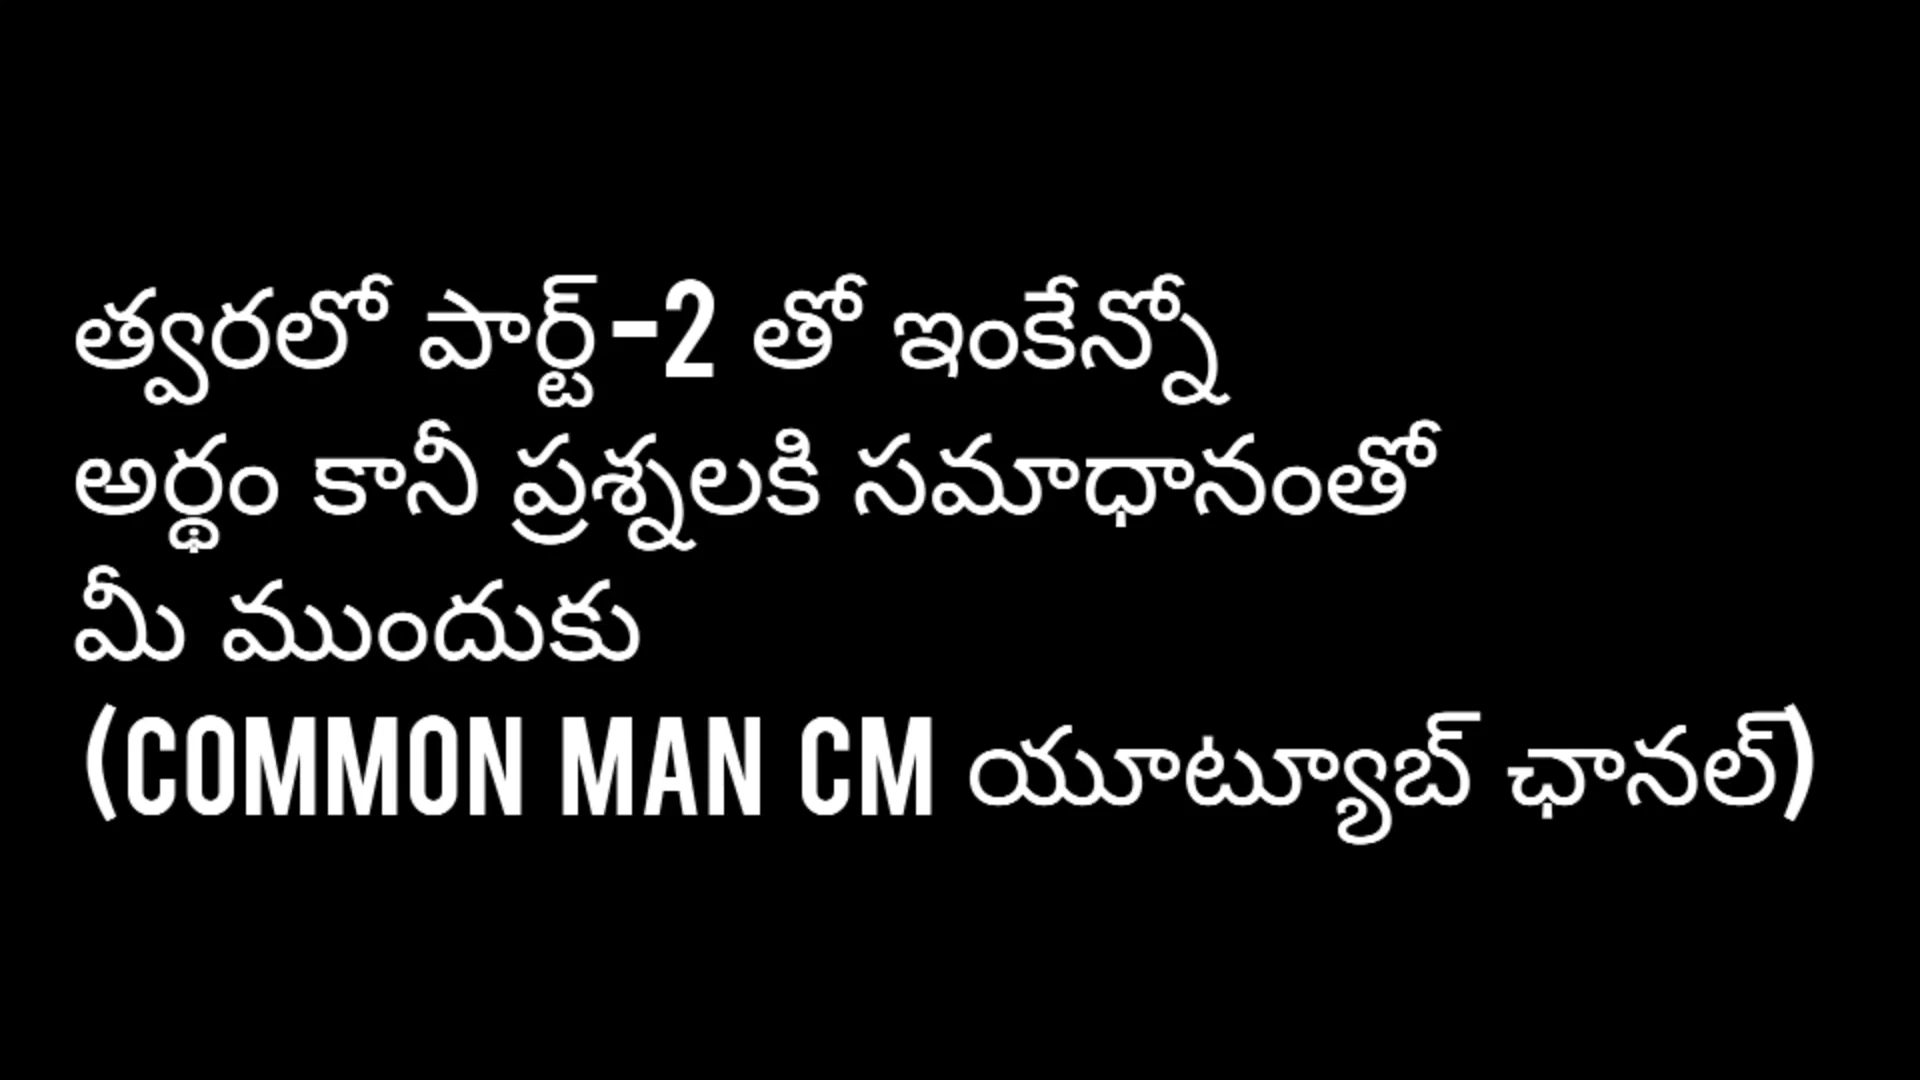 త్వరలో పార్ట్-2 తో ఇంకేన్నో
అర్థం కానీ ప్రశ్నలకి సమాధానంతో
మీ ముందుకు
(COMMON MAN CM యూట్యూబ్ ఛానల్)